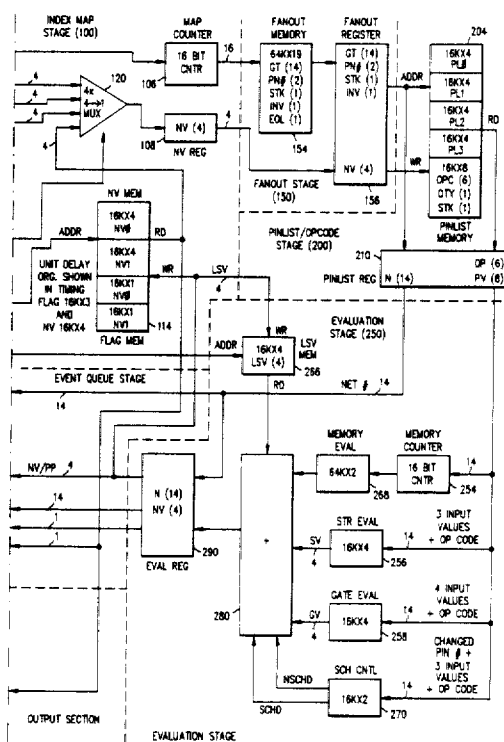 INDEX MAP
STAGE (100)
MAP
COUNTER
16 BIT
CNTR
106
16
FANOUT
MEMORY
64KX19
GT (14)
PN# (2)
STK (1)
INV (1)
EOL (1)
154
FANOUT
REGISTER
GT (14)
PN# (2)
STK (1)
INV (1)
NV (4)
156
204
16KX4
PLØ
16KX4
PL1
16KX4
PL2
16KX4
PL3
16KX8
OPC (6)
QTY (1)
STK (1)
PINLIST
MEMORY
ADDR
RD
WR
4
4
4
120
4x
4→1
MUX
NV (4)
108
NV REG
4
FANOUT STAGE
(150)
PINLIST/OPCODE
STAGE (200)
NV MEM
ADDR
16KX4
NVØ
RD
16KX4
NV1
16KX1
NVØ
16KX1
NV1
114
FLAG MEM
UNIT DELAY
ORG. SHOWN
IN
TIMING
FLAG 16KX3
AND
NV 16KX4
WR
LSV
4
210
PINLIST REG
N (14)
OP (6)
PV (8)
EVALUATION
STAGE (250)
WR
ADDR
16KX4
LSV (4)
LSV
MEM
266
RD
EVENT QUEUE STAGE
14
NET #
14
NV/PP
4
14
1
1
N (14)
NV (4)
290
EVAL REG
+
280
MEMORY
EVAL
64KX2
268
MEMORY
COUNTER
16 BIT
CNTR
254
14
STR EVAL
SV
4
16KX4
256
14
3 INPUT
VALUES
+ OP CODE
GATE EVAL
GV
4
16KX4
258
14
4 INPUT
VALUES
+ OP CODE
NSCHD
SCHD
SCH CNTL
16KX2
270
14
CHANGED
PIN # +
3 INPUT
VALUES
+ OP CODE
OUTPUT SECTION
EVALUATION STAGE